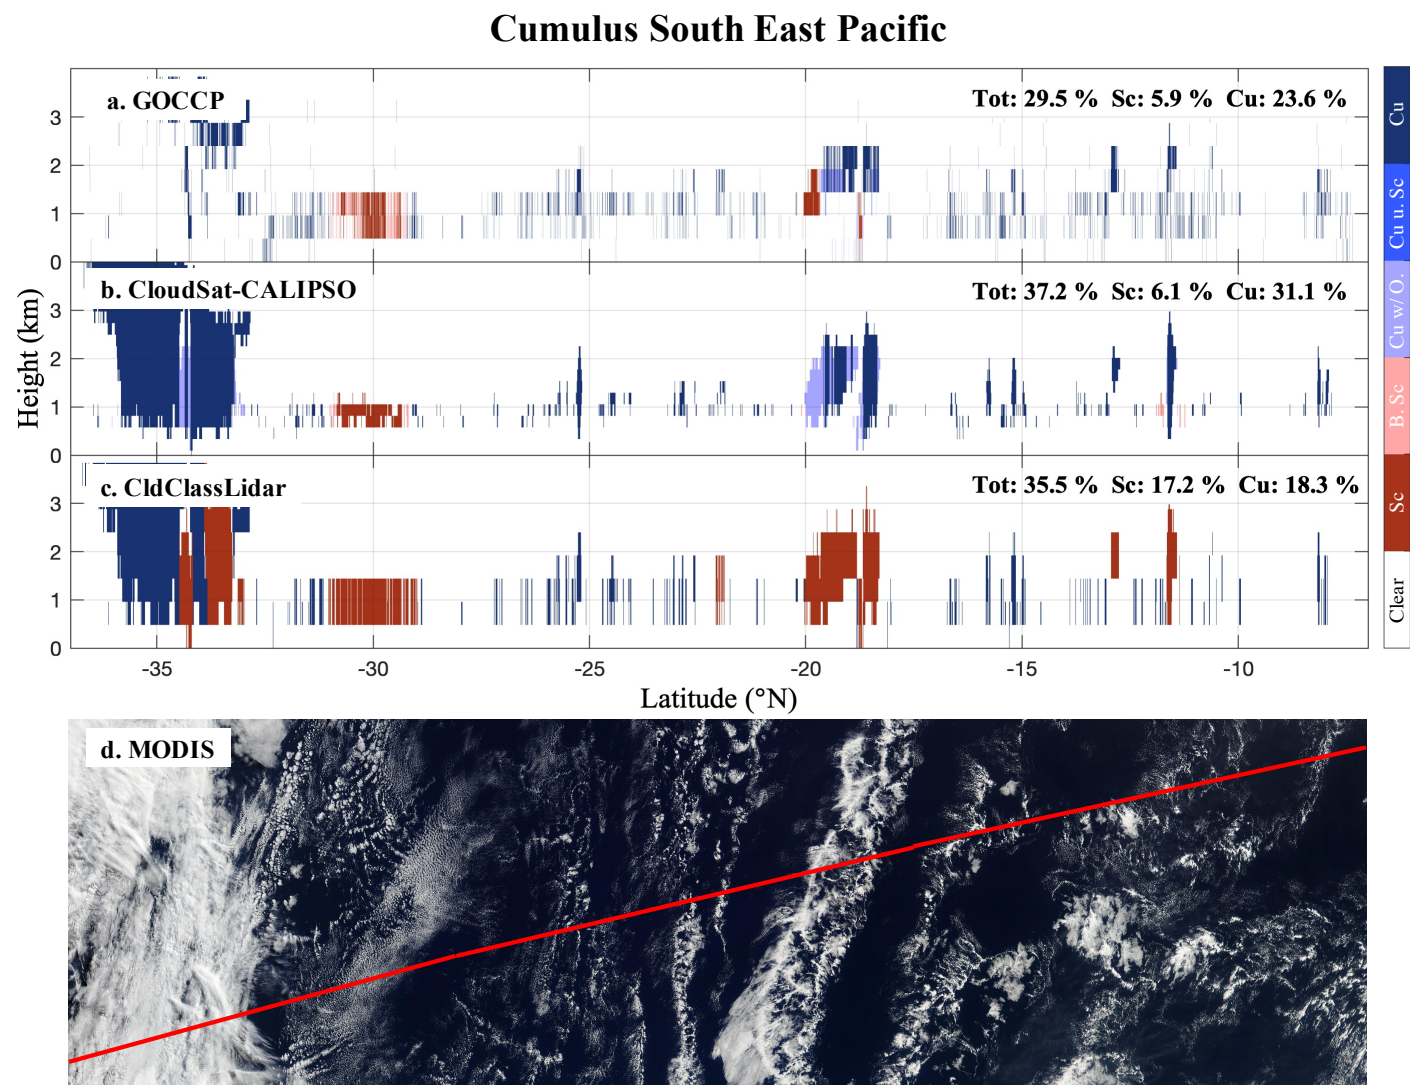 Cumulus South East Pacific
a. GOCCP
Tot: 29.5 % Sc: 5.9 % Cu: 23.6 %
3
2
1
0
b. CloudSat-CALIPSO
Tot: 37.2 % Sc: 6.1 % Cu: 31.1 %
3
2
1
0
c. CldClassLidar
Tot: 35.5 % Sc: 17.2 % Cu: 18.3 %
3
2
1
0
Height (km)
-35 -30 -25 -20 -15 -10
Latitude (°N)
Cu
Cu u. Sc
Cu w/ O.
B. Sc
Sc
Clear
d. MODIS